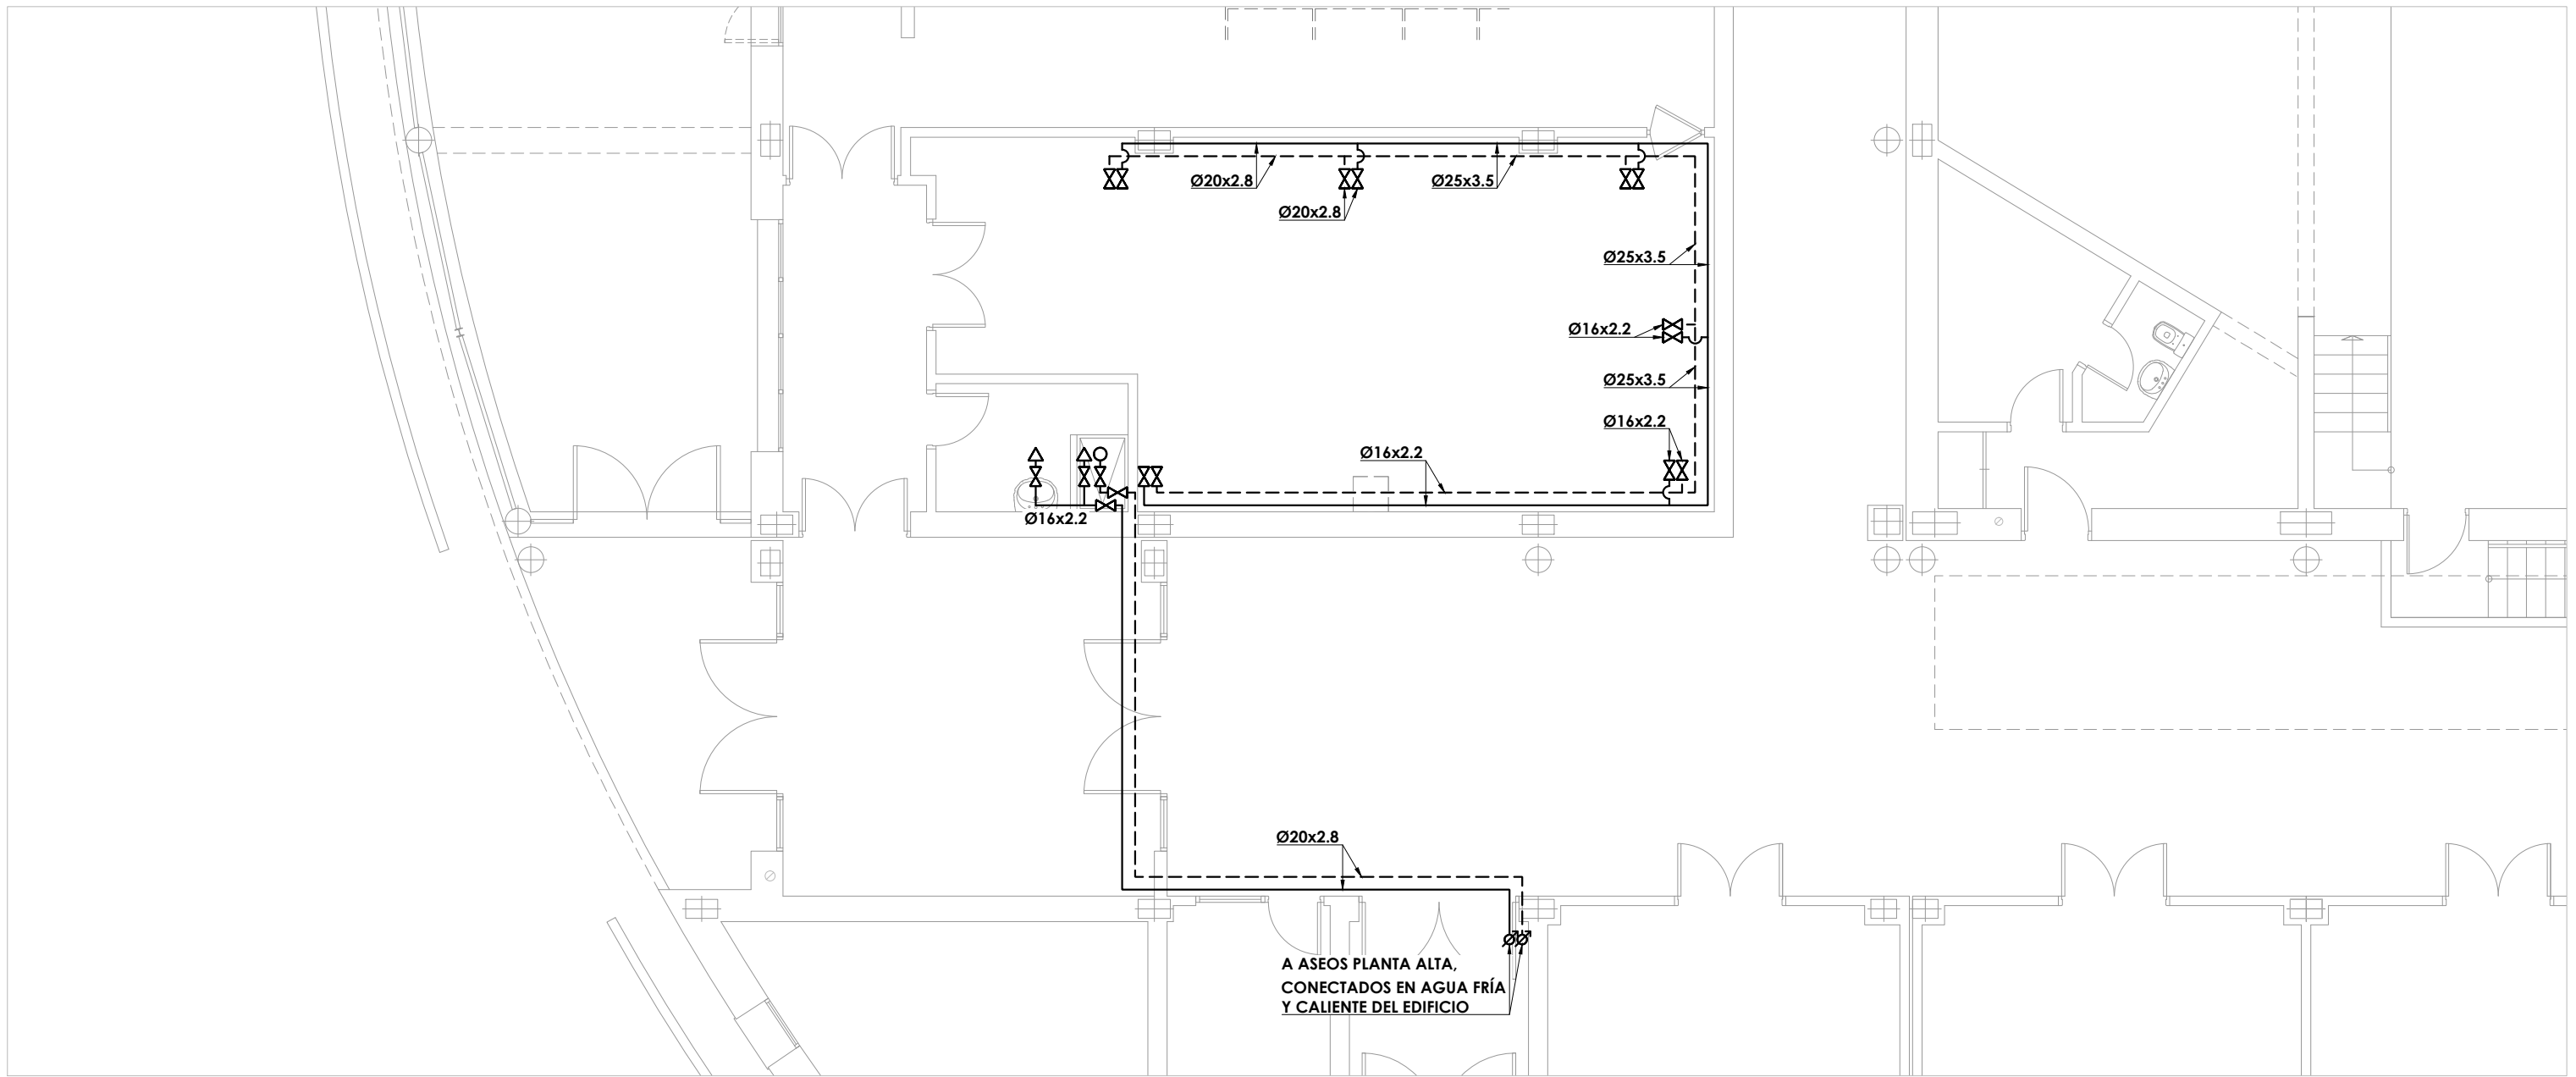 Ø20x2.8
Ø25x3.5
Ø20x2.8
Ø25x3.5
Ø16x2.2
Ø25x3.5
Ø16x2.2
Ø16x2.2
Ø16x2.2
Ø20x2.8
A ASEOS PLANTA ALTA,
CONECTADOS EN AGUA FRÍA
Y CALIENTE DEL EDIFICIO